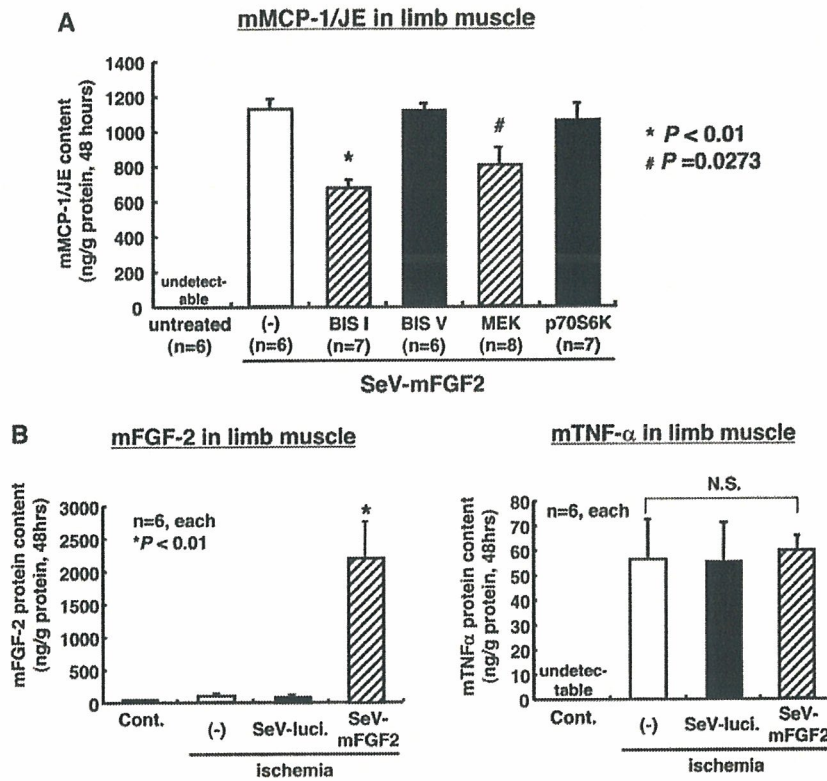 A
mMCP-1/JE in limb muscle
mMCP-1/JE content
(ng/g protein, 48 hours)
1400
1200
1000
800
600
400
200
0
undetect-
able
*
#
* P < 0.01
# P =0.0273
untreated (-) BIS I BIS V MEK p70S6K
(n=6) (n=6) (n=7) (n=6) (n=8) (n=7)
SeV-mFGF2
B
mFGF-2 in limb muscle
mFGF-2 protein content
(ng/g protein, 48hrs)
3000
2500
2000
1500
1000
500
0
n=6, each
*P < 0.01
*
Cont. (-) SeV-luci. SeV-
mFGF2
ischemia
mTNF-α in limb muscle
mTNFα protein content
(ng/g protein, 48hrs)
80
70
60
50
40
30
20
10
0
n=6, each
N.S.
undetec-
table
Cont. (-) SeV-luci. SeV-
mFGF2
ischemia